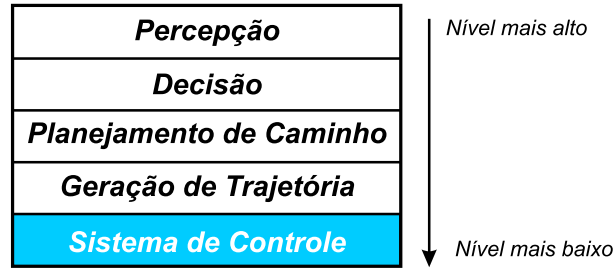 Percepção
Nível mais alto
Decisão
Planejamento de Caminho
Geração de Trajetória
Sistema de Controle
Nível mais baixo